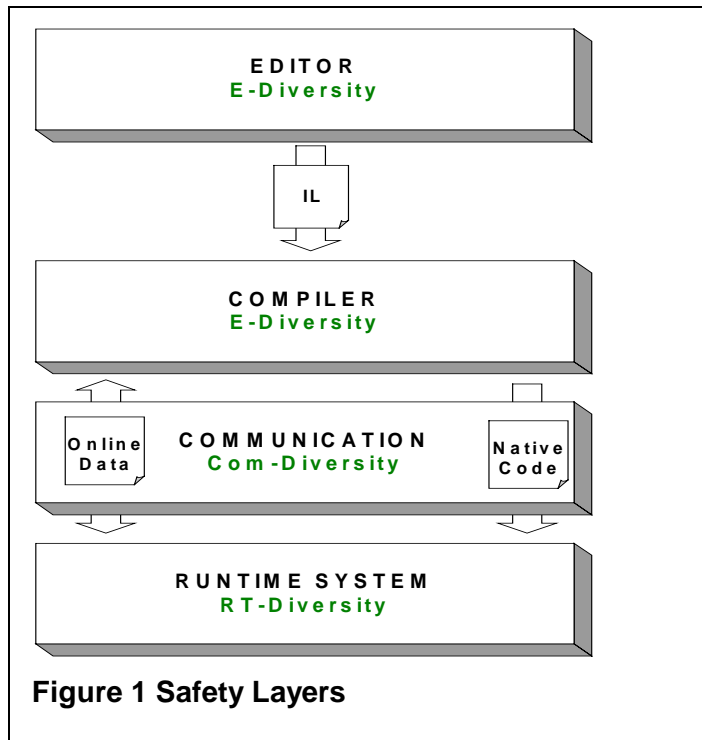 EDITOR
E-Diversity
IL
COMPILER
E-Diversity
Online
Data
COMMUNICATION
Com-Diversity
Native
Code
RUNTIME SYSTEM
RT-Diversity
Figure 1 Safety Layers